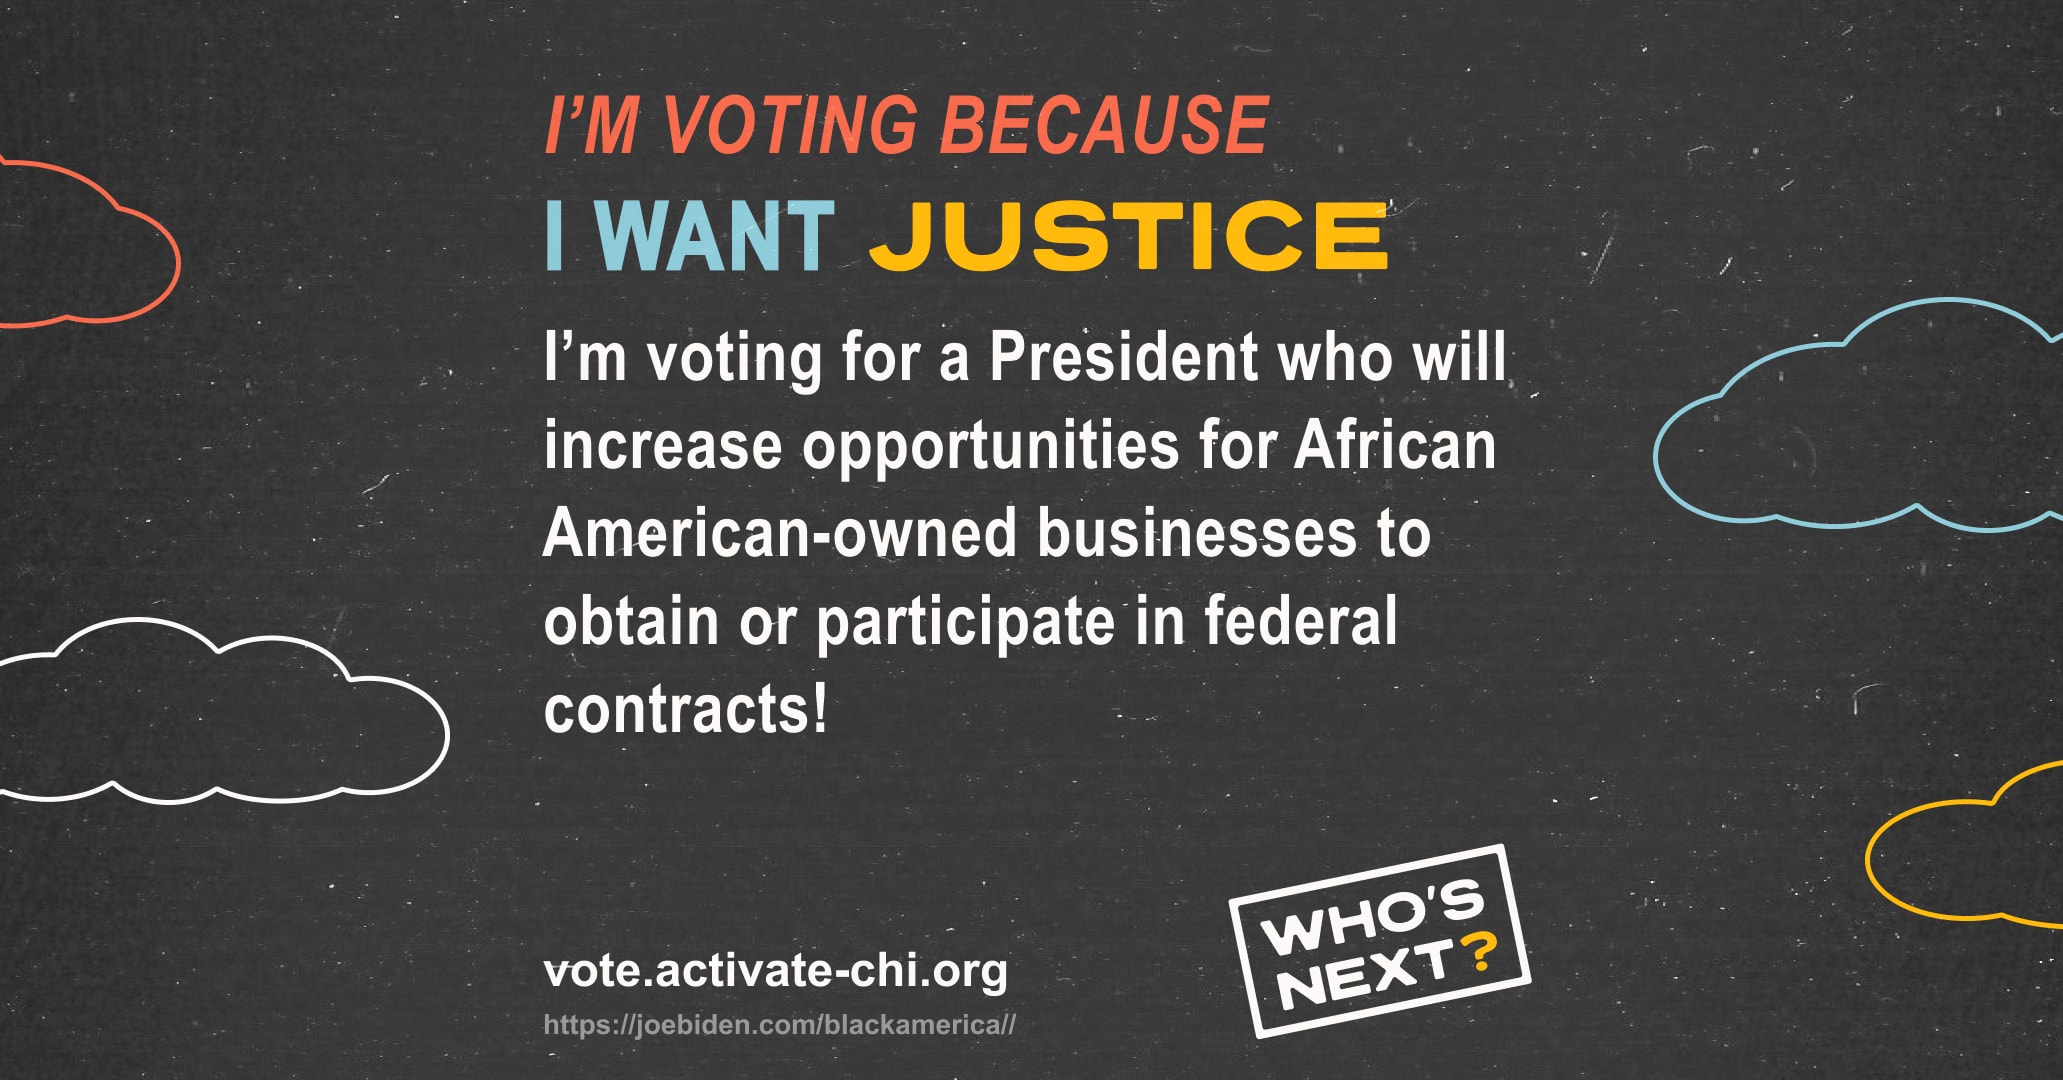 I’M VOTING BECAUSE
I WANT JUSTICE
I’m voting for a President who will
increase opportunities for African
American-owned businesses to
obtain or participate in federal
contracts!
vote.activate-chi.org
https://joebiden.com/blackamerica//
WHO’S
NEXT?